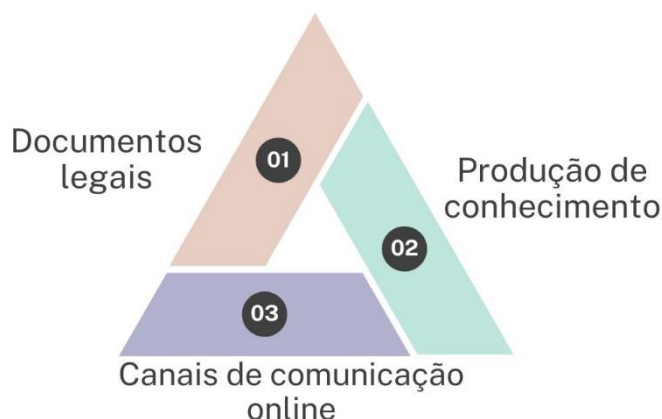 Documentos
legais
01
Produção de
conhecimento
02
03
Canais de comunicação
online